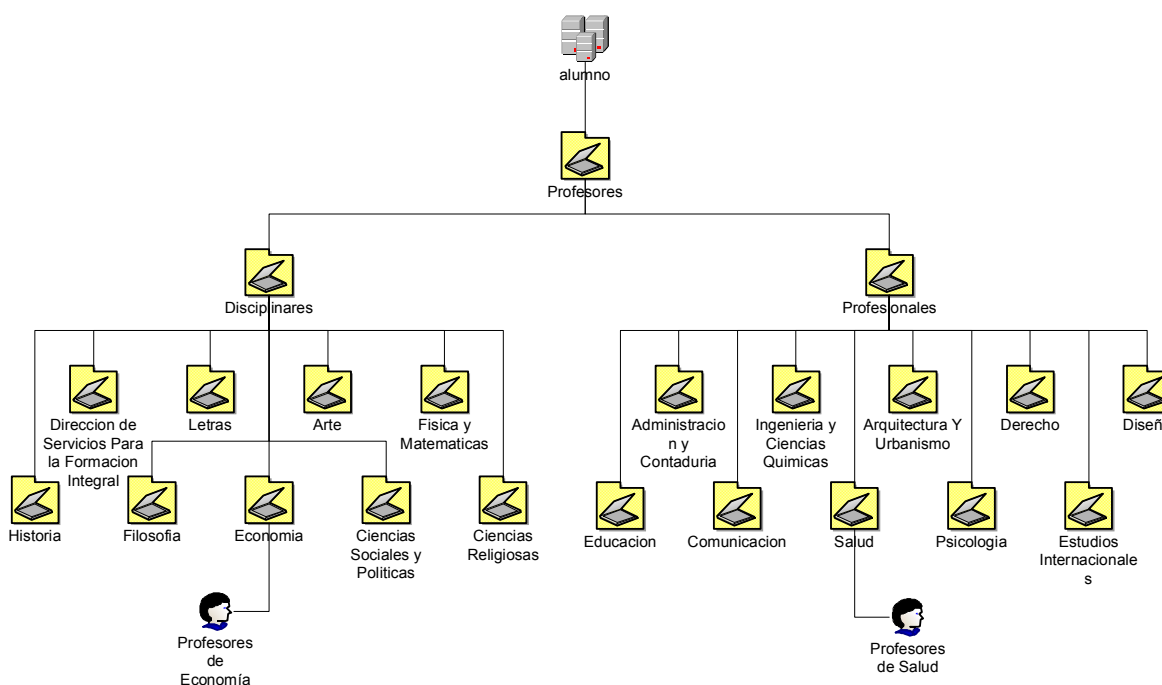 alumno
Profesores
Disciplinares
Profesionales
Direccion de
Servicios Para
la Formacion
Integral
Letras
Arte
Fisica y
Matematicas
Administracio
n y
Contaduria
Ingenieria y
Ciencias
Quimicas
Arquitectura Y
Urbanismo
Derecho
Diseñ
Historia
Filosofia
Economia
Ciencias
Sociales y
Politicas
Ciencias
Religiosas
Educacion
Comunicacion
Salud
Psicologia
Estudios
Internacionale
s
Profesores
de
Economía
Profesores
de Salud